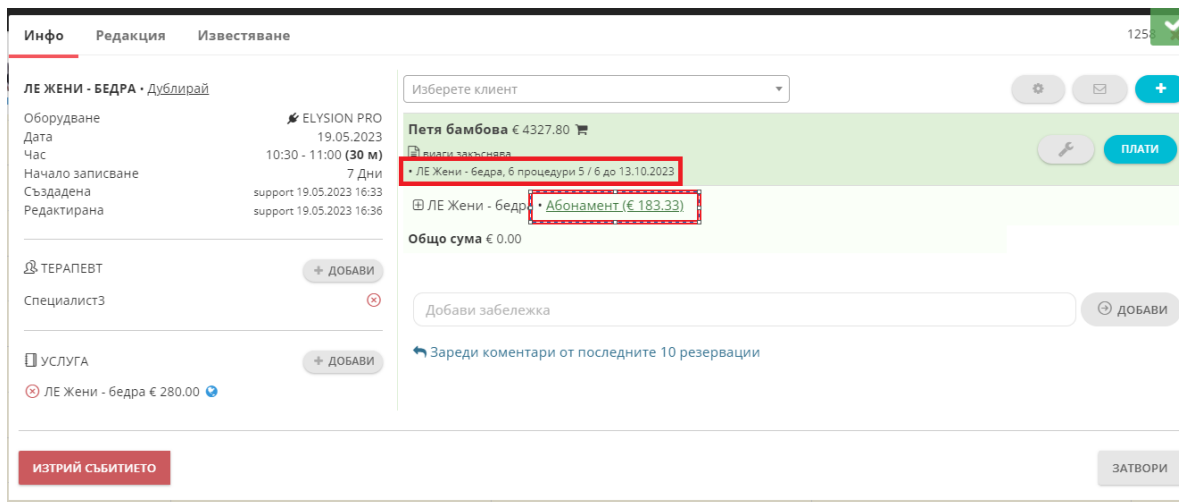 Инфо Редакция Известяване 1258
ЛЕ ЖЕНИ - БЕДРА • Дублирай
Оборудване ELYSION PRO
Дата 19.05.2023
Час 10:30 - 11:00 (30 м)
Начало записване 7 Дни
Създадена support 19.05.2023 16:33
Редактирана support 19.05.2023 16:36
ТЕРАПЕВТ + ДОБАВИ
Специалист3
УСЛУГА + ДОБАВИ
ЛЕ Жени - бедра € 280.00
Изберете клиент
Петя бамбова € 4327.80
ПЛАТИ
виаги закъснява
• ЛЕ Жени - бедра, 6 процедури 5 / 6 до 13.10.2023
ЛЕ Жени - бедра • Абонамент (€ 183.33)
Общо сума € 0.00
Добави забележка ДОБАВИ
Зареди коментари от последните 10 резервации
ИЗТРИЙ СЪБИТИЕТО ЗАТВОРИ